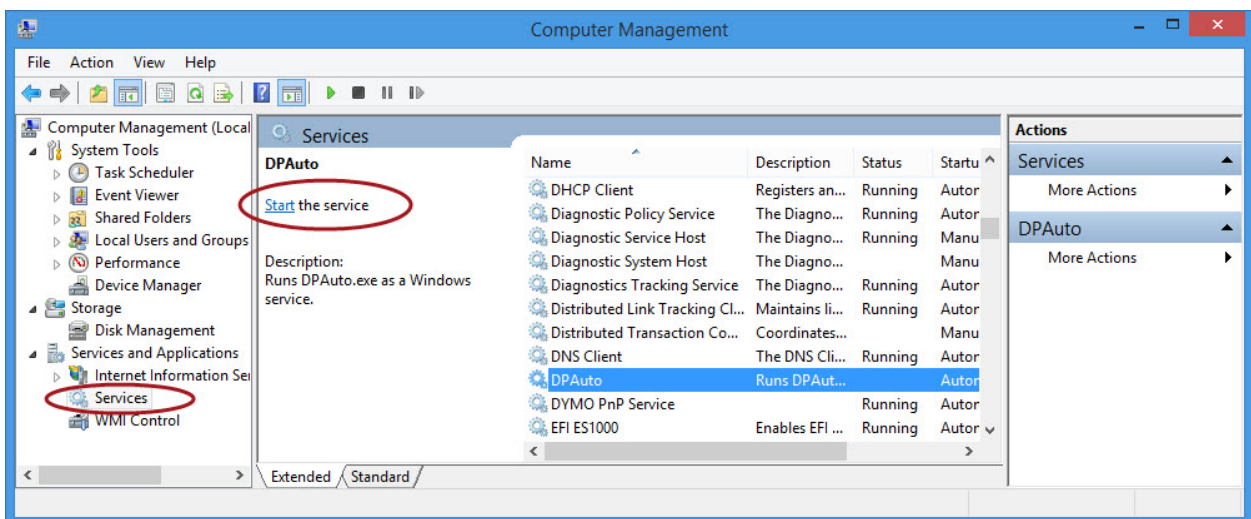 Computer Management
File Action View Help
Computer Management (Local
System Tools
Task Scheduler
Event Viewer
Shared Folders
Local Users and Groups
Performance
Device Manager
Storage
Disk Management
Services and Applications
Internet Information Ser
Services
WMI Control
Services
DPAuto
Start the service
Description:
Runs DPAuto.exe as a Windows
service.
Name Description Status Startu
DHCP Client Registers an... Running Autor
Diagnostic Policy Service The Diagno... Running Autor
Diagnostic Service Host The Diagno... Running Manu
Diagnostic System Host The Diagno... Manu
Diagnostics Tracking Service The Diagno... Running Autor
Distributed Link Tracking Cl... Maintains li... Running Autor
Distributed Transaction Co... Coordinates... Manu
DNS Client The DNS Cli... Running Autor
DPAuto Runs DPAut... Autor
DYMO PnP Service Running Autor
EFI ES1000 Enables EFI ... Running Autor
Extended Standard
Actions
Services
More Actions
DPAuto
More Actions